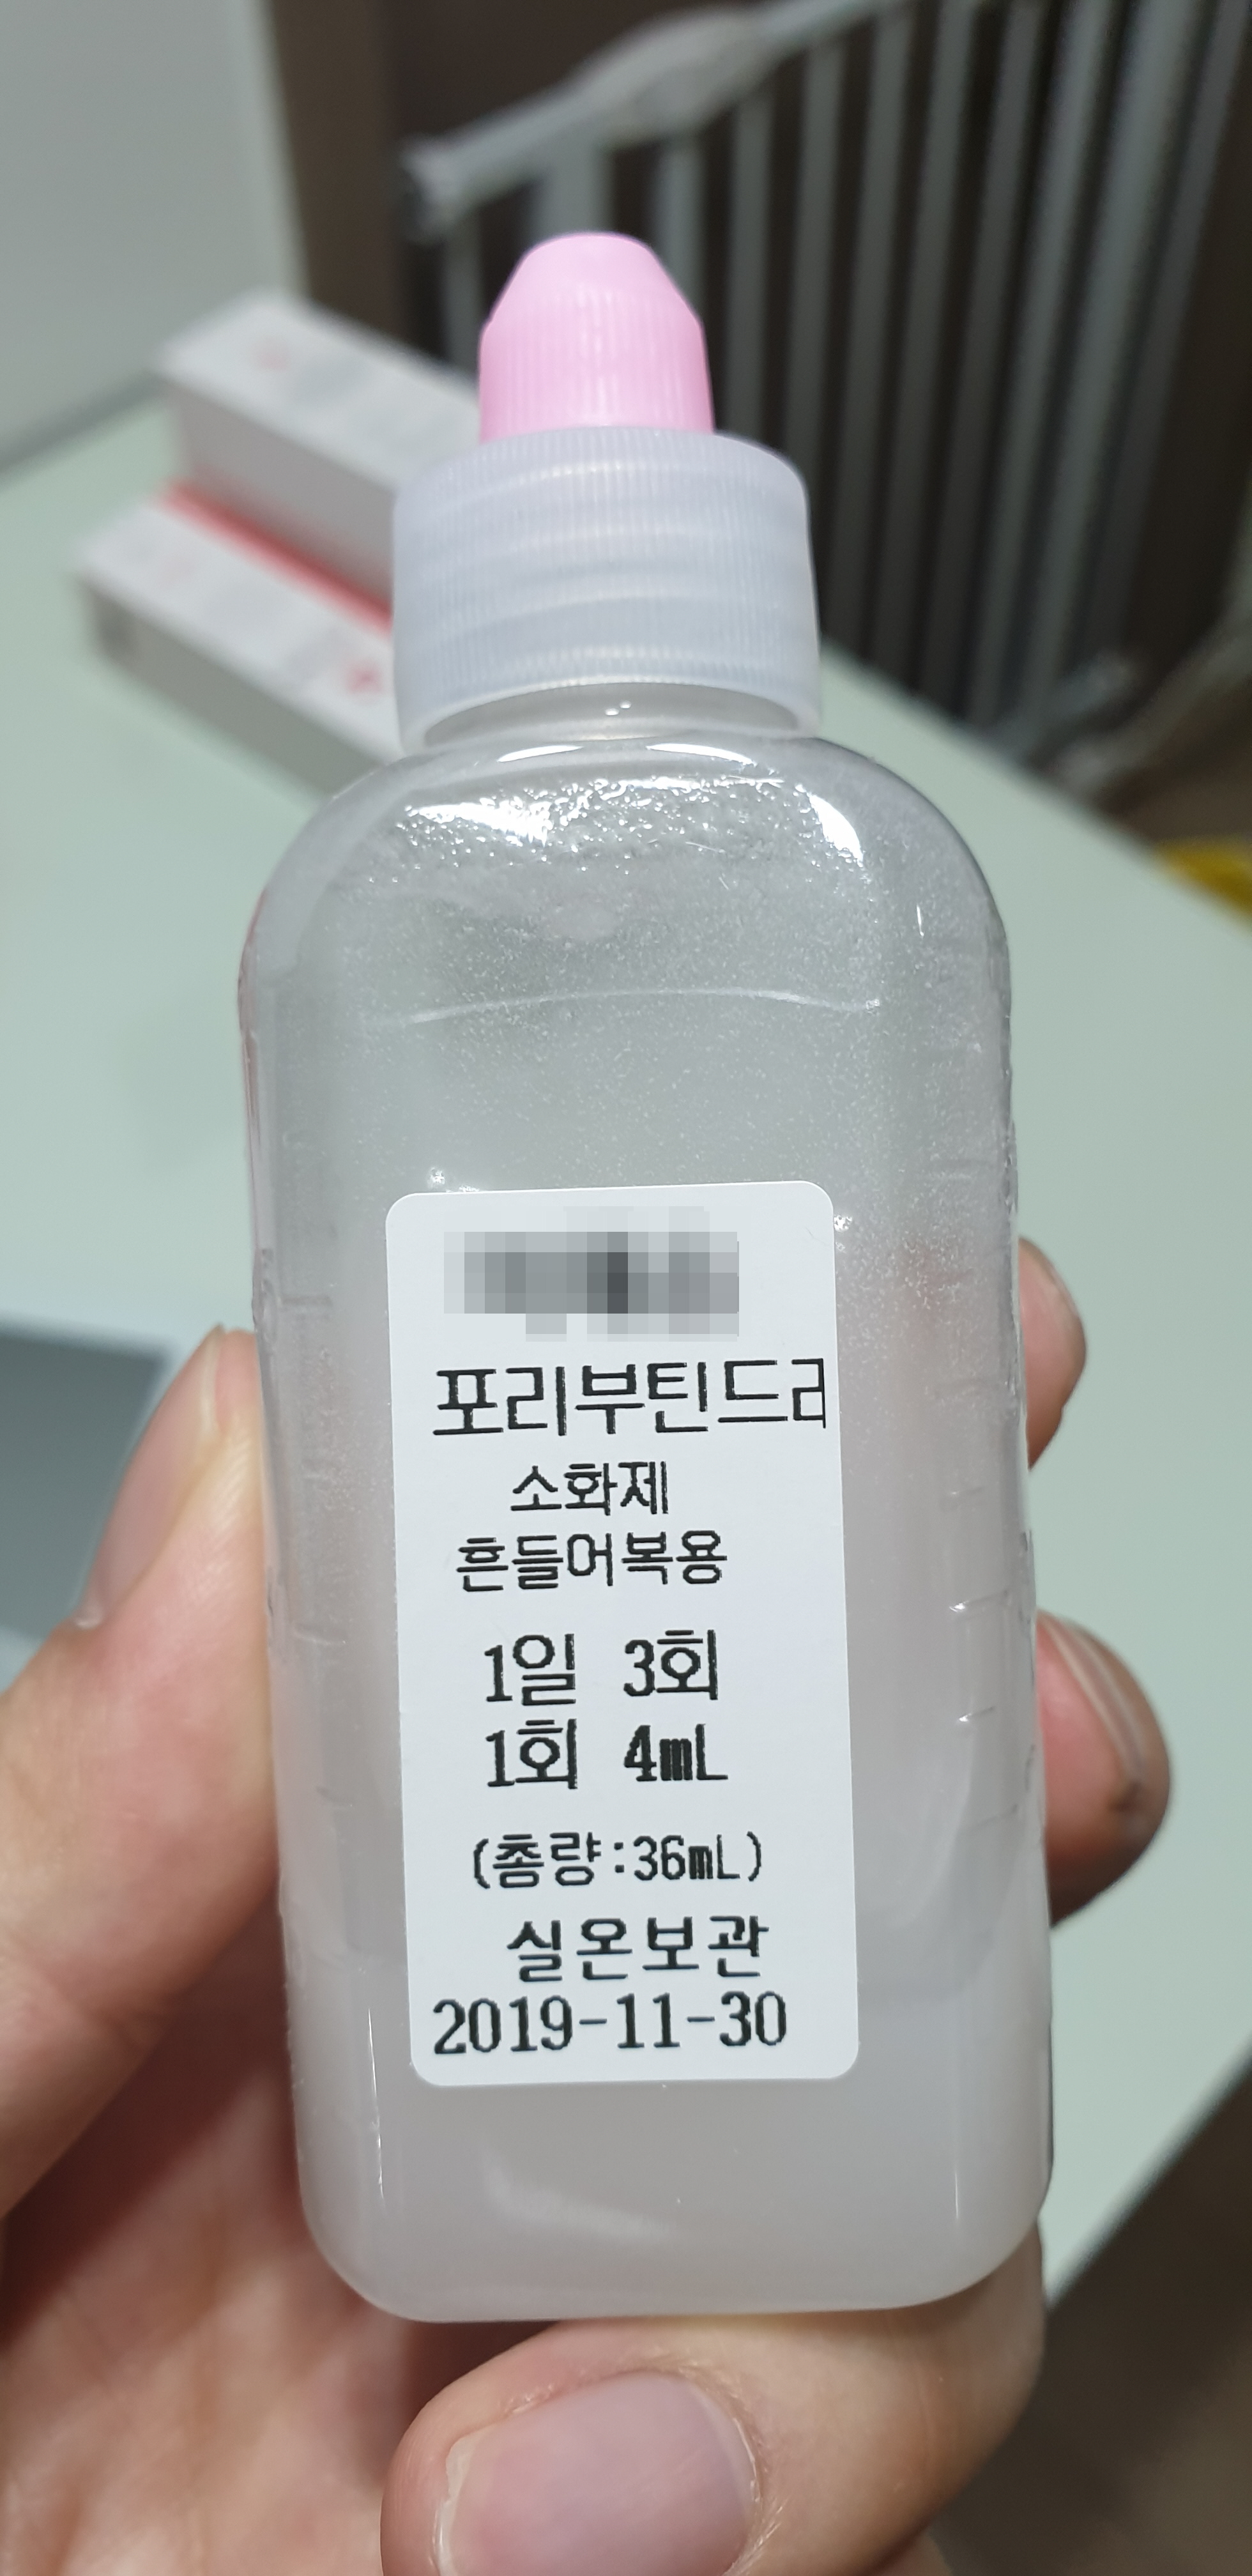 포리부틴드라
소화제
흔들어복용
1일 3회
1회 4mL
(총량:36mL)
실온보관
2019-11-30